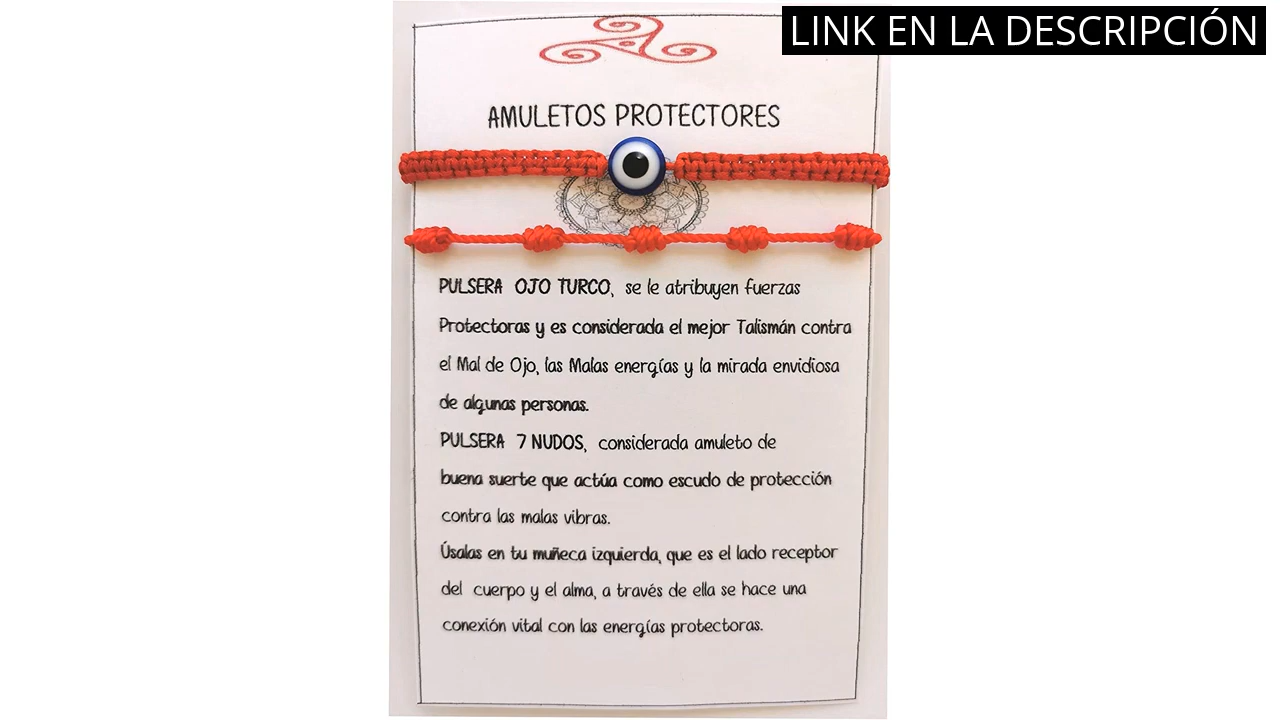 LINK EN LA DESCRIPCIÓN
AMULETOS PROTECTORES
PULSERA OJO TURCO, se le atribuyen fuerzas
Protectoras y es considerada el mejor Talismán contra
el Mal de Ojo, las Malas energías y la mirada envidiosa
de algunas personas.
PULSERA 7 NUDOS, considerada amuleto de
buena suerte que actúa como escudo de protección
contra las malas vibras.
Úsalas en tu muñeca izquierda, que es el lado receptor
del cuerpo y el alma, a través de ella se hace una
conexión vital con las energías protectoras.